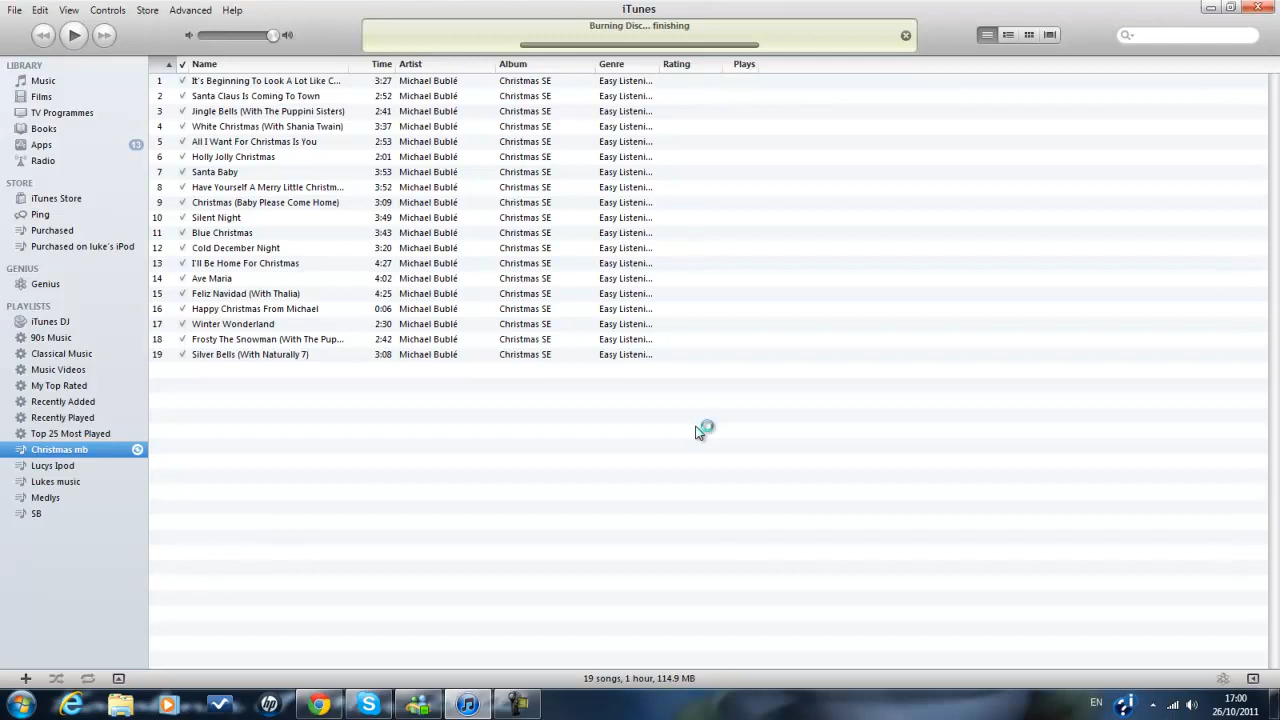 iTunes
File Edit View Controls Store Advanced Help
Burning Disc... finishing
LIBRARY
Music
Films
TV Programmes
Books
Apps 13
Radio
STORE
iTunes Store
Ping
Purchased
Purchased on luke's iPod
GENIUS
Genius
PLAYLISTS
iTunes DJ
90s Music
Classical Music
Music Videos
My Top Rated
Recently Added
Recently Played
Top 25 Most Played
Christmas mb
Lucys Ipod
Lukes music
Medlys
SB
Name Time Artist Album Genre Rating Plays
1 It's Beginning To Look A Lot Like C... 3:27 Michael Bublé Christmas SE Easy Listeni...
2 Santa Claus Is Coming To Town 2:52 Michael Bublé Christmas SE Easy Listeni...
3 Jingle Bells (With The Puppini Sisters) 2:41 Michael Bublé Christmas SE Easy Listeni...
4 White Christmas (With Shania Twain) 3:37 Michael Bublé Christmas SE Easy Listeni...
5 All I Want For Christmas Is You 2:53 Michael Bublé Christmas SE Easy Listeni...
6 Holly Jolly Christmas 2:01 Michael Bublé Christmas SE Easy Listeni...
7 Santa Baby 3:53 Michael Bublé Christmas SE Easy Listeni...
8 Have Yourself A Merry Little Christm... 3:52 Michael Bublé Christmas SE Easy Listeni...
9 Christmas (Baby Please Come Home) 3:09 Michael Bublé Christmas SE Easy Listeni...
10 Silent Night 3:49 Michael Bublé Christmas SE Easy Listeni...
11 Blue Christmas 3:43 Michael Bublé Christmas SE Easy Listeni...
12 Cold December Night 3:20 Michael Bublé Christmas SE Easy Listeni...
13 I'll Be Home For Christmas 4:27 Michael Bublé Christmas SE Easy Listeni...
14 Ave Maria 4:02 Michael Bublé Christmas SE Easy Listeni...
15 Feliz Navidad (With Thalia) 4:25 Michael Bublé Christmas SE Easy Listeni...
16 Happy Christmas From Michael 0:06 Michael Bublé Christmas SE Easy Listeni...
17 Winter Wonderland 2:30 Michael Bublé Christmas SE Easy Listeni...
18 Frosty The Snowman (With The Pup... 2:42 Michael Bublé Christmas SE Easy Listeni...
19 Silver Bells (With Naturally 7) 3:08 Michael Bublé Christmas SE Easy Listeni...
19 songs, 1 hour, 114.9 MB
EN
17:00
26/10/2011